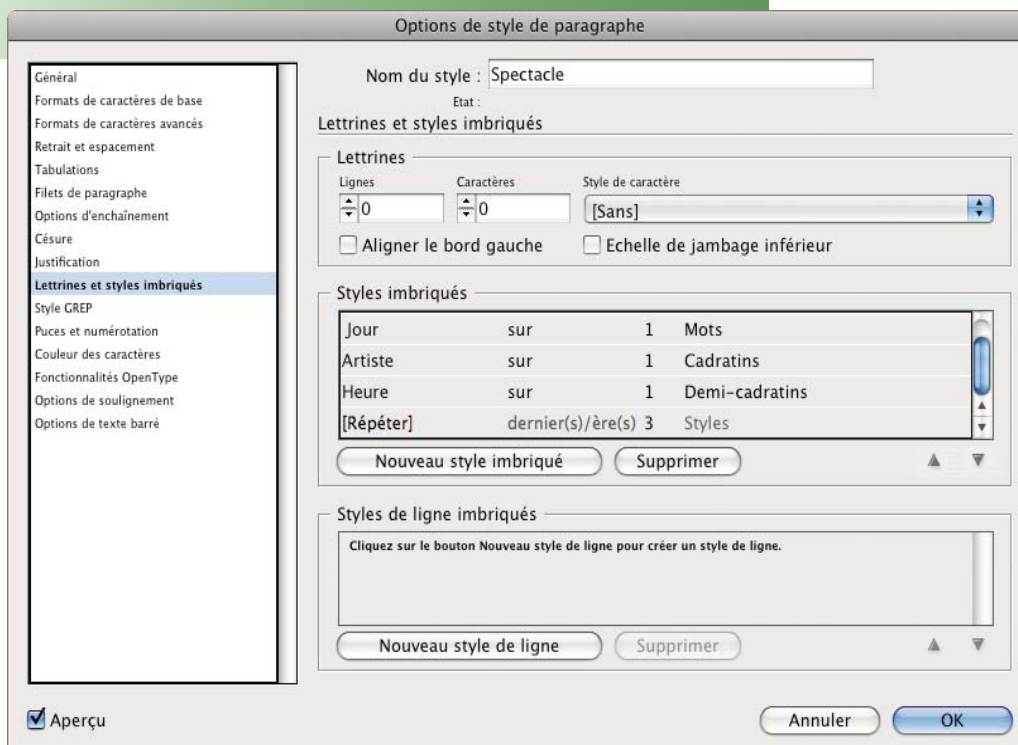 Options de style de paragraphe
Général
Formats de caractères de base
Formats de caractères avancés
Retrait et espacement
Tabulations
Filets de paragraphe
Options d'enchaînement
Césure
Justification
Lettrines et styles imbriqués
Style GREP
Puces et numérotation
Couleur des caractères
Fonctionnalités OpenType
Options de soulignement
Options de texte barré
Nom du style : Spectacle
Etat :
Lettrines et styles imbriqués
Lettrines
Lignes Caractères Style de caractère
0 0 [Sans]
Aligner le bord gauche Echelle de jambage inférieur
Styles imbriqués
Jour sur 1 Mots
Artiste sur 1 Cadratins
Heure sur 1 Demi-cadratins
[Répéter] dernier(s)/ère(s) 3 Styles
Nouveau style imbriqué Supprimer
Styles de ligne imbriqués
Cliquez sur le bouton Nouveau style de ligne pour créer un style de ligne.
Nouveau style de ligne Supprimer
Aperçu Annuler OK